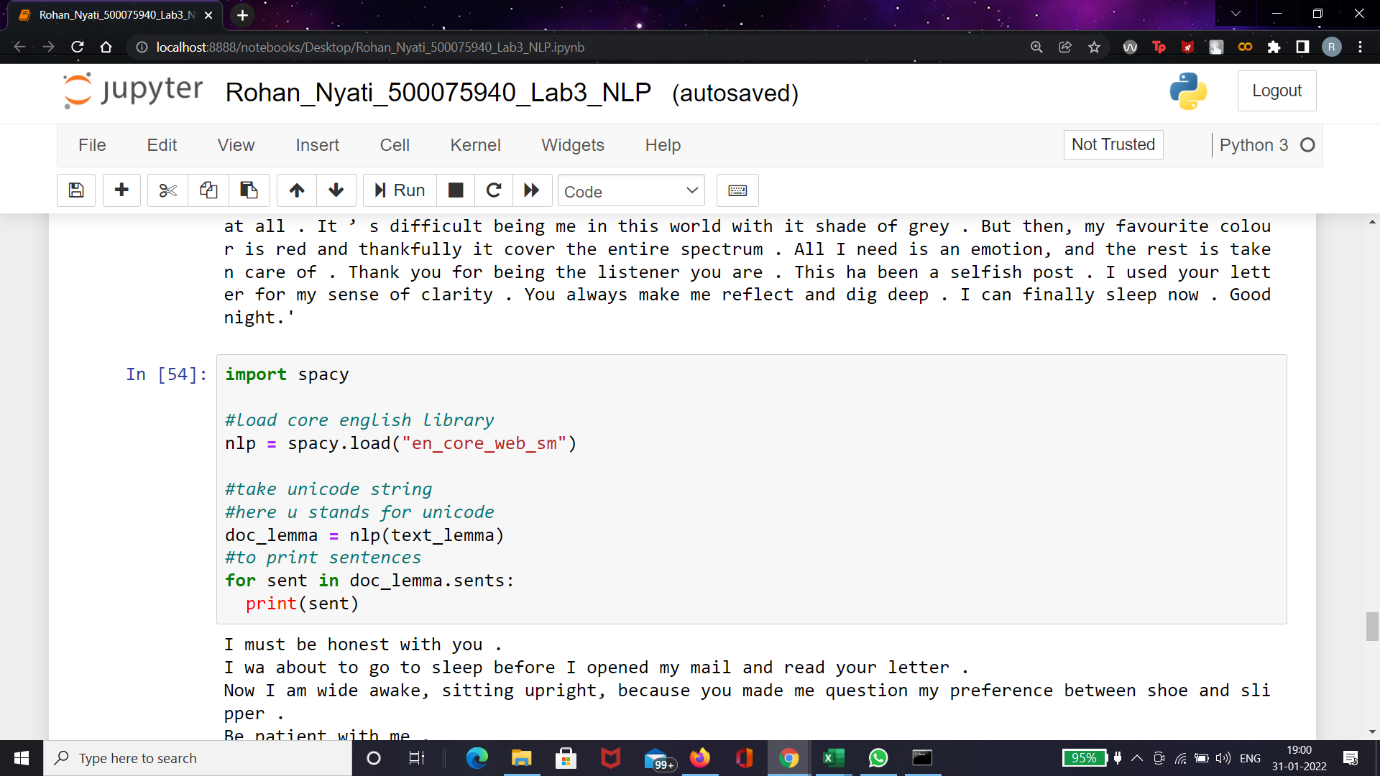 Rohan_Nyati_500075940_Lab3_N
localhost:8888/notebooks/Desktop/Rohan_Nyati_500075940_Lab3_NLP.ipynb
Tp
R
jupyter Rohan_Nyati_500075940_Lab3_NLP (autosaved)
Logout
File Edit View Insert Cell Kernel Widgets Help
Not Trusted
Python 3
Run
Code
at all . It ’ s difficult being me in this world with it shade of grey . But then, my favourite colou
r is red and thankfully it cover the entire spectrum . All I need is an emotion, and the rest is take
n care of . Thank you for being the listener you are . This ha been a selfish post . I used your lett
er for my sense of clarity . You always make me reflect and dig deep . I can finally sleep now . Good
night.'
In [54]:
import spacy
#load core english library
nlp = spacy.load("en_core_web_sm")
#take unicode string
#here u stands for unicode
doc_lemma = nlp(text_lemma)
#to print sentences
for sent in doc_lemma.sents:
print(sent)
I must be honest with you .
I wa about to go to sleep before I opened my mail and read your letter .
Now I am wide awake, sitting upright, because you made me question my preference between shoe and sli
pper .
Be patient with me .
Type here to search
99+
95%
ENG
19:00
31-01-2022